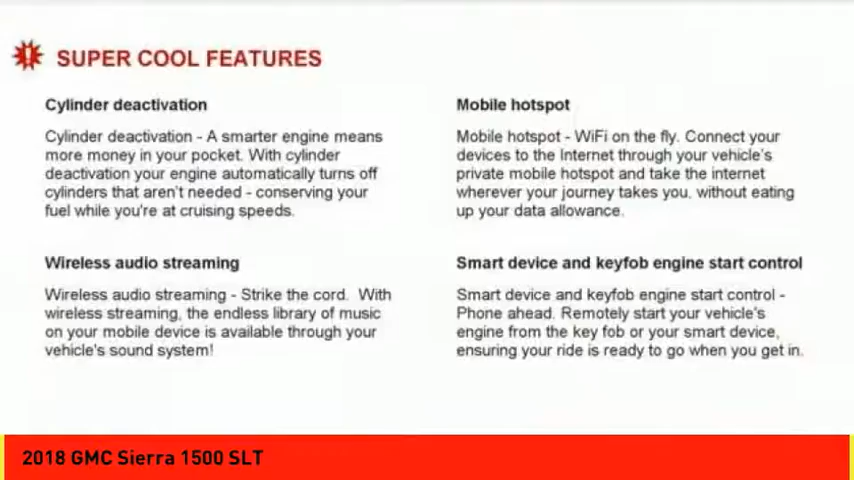 SUPER COOL FEATURES
Cylinder deactivation
Cylinder deactivation - A smarter engine means
more money in your pocket. With cylinder
deactivation your engine automatically turns off
cylinders that aren't needed - conserving your
fuel while you're at cruising speeds.
Mobile hotspot
Mobile hotspot - WiFi on the fly. Connect your
devices to the Internet through your vehicle's
private mobile hotspot and take the internet
wherever your journey takes you, without eating
up your data allowance.
Wireless audio streaming
Wireless audio streaming - Strike the cord. With
wireless streaming, the endless library of music
on your mobile device is available through your
vehicle's sound system!
Smart device and keyfob engine start control
Smart device and keyfob engine start control -
Phone ahead. Remotely start your vehicle's
engine from the key fob or your smart device,
ensuring your ride is ready to go when you get in.
2018 GMC Sierra 1500 SLT